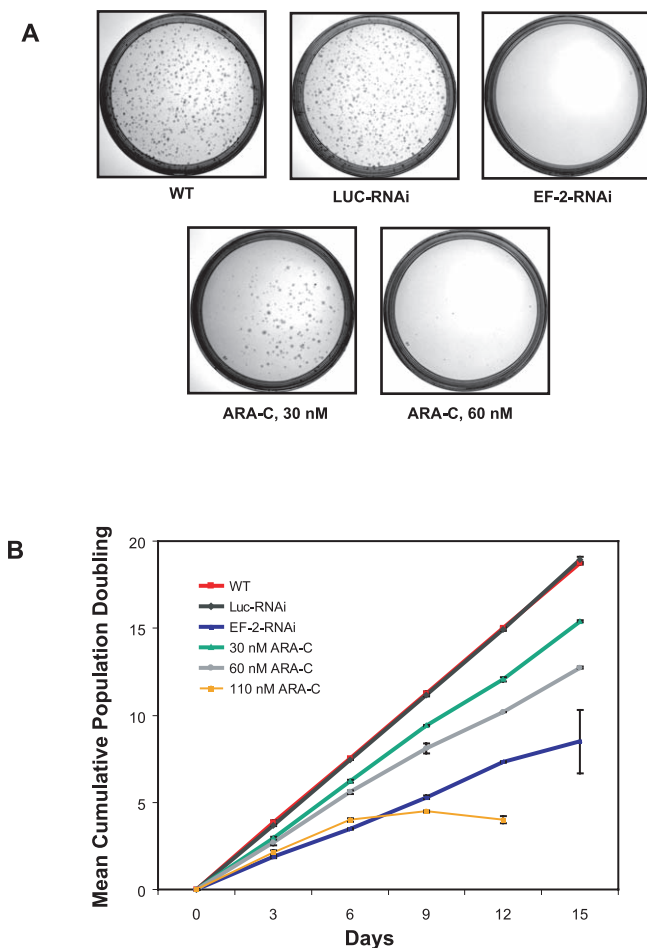 A
WT
LUC-RNAi
EF-2-RNAi
ARA-C, 30 nM
ARA-C, 60 nM
B
Mean Cumulative Population Doubling
20
15
10
5
0
WT
Luc-RNAi
EF-2-RNAi
30 nM ARA-C
60 nM ARA-C
110 nM ARA-C
0 3 6 9 12 15
Days